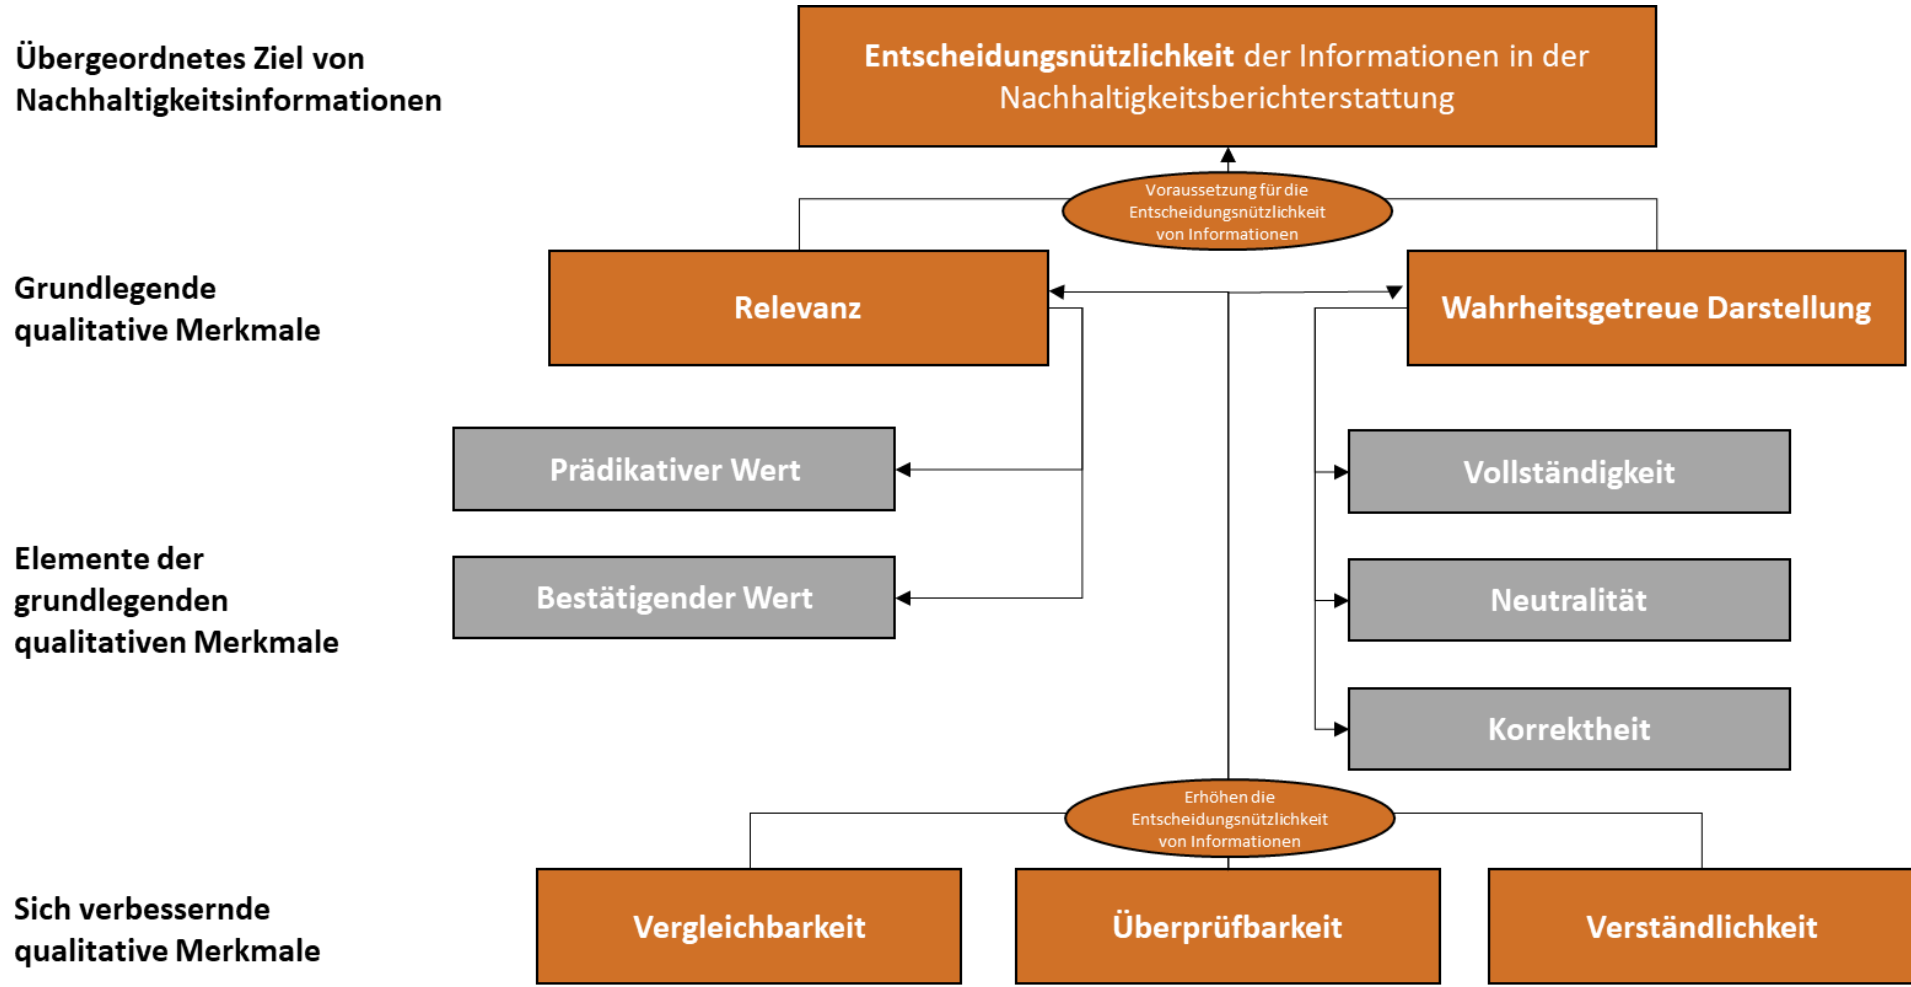 Übergeordnetes Ziel von
Nachhaltigkeitsinformationen
Entscheidungsnützlichkeit der Informationen in der
Nachhaltigkeitsberichterstattung
Voraussetzung für die
Entscheidungsnützlichkeit
von Informationen
Grundlegende
qualitative Merkmale
Relevanz
Wahrheitsgetreue Darstellung
Elemente der
grundlegenden
qualitativen Merkmale
Prädikativer Wert
Bestätigender Wert
Vollständigkeit
Neutralität
Korrektheit
Erhöhen die
Entscheidungsnützlichkeit
von Informationen
Sich verbessernde
qualitative Merkmale
Vergleichbarkeit
Überprüfbarkeit
Verständlichkeit